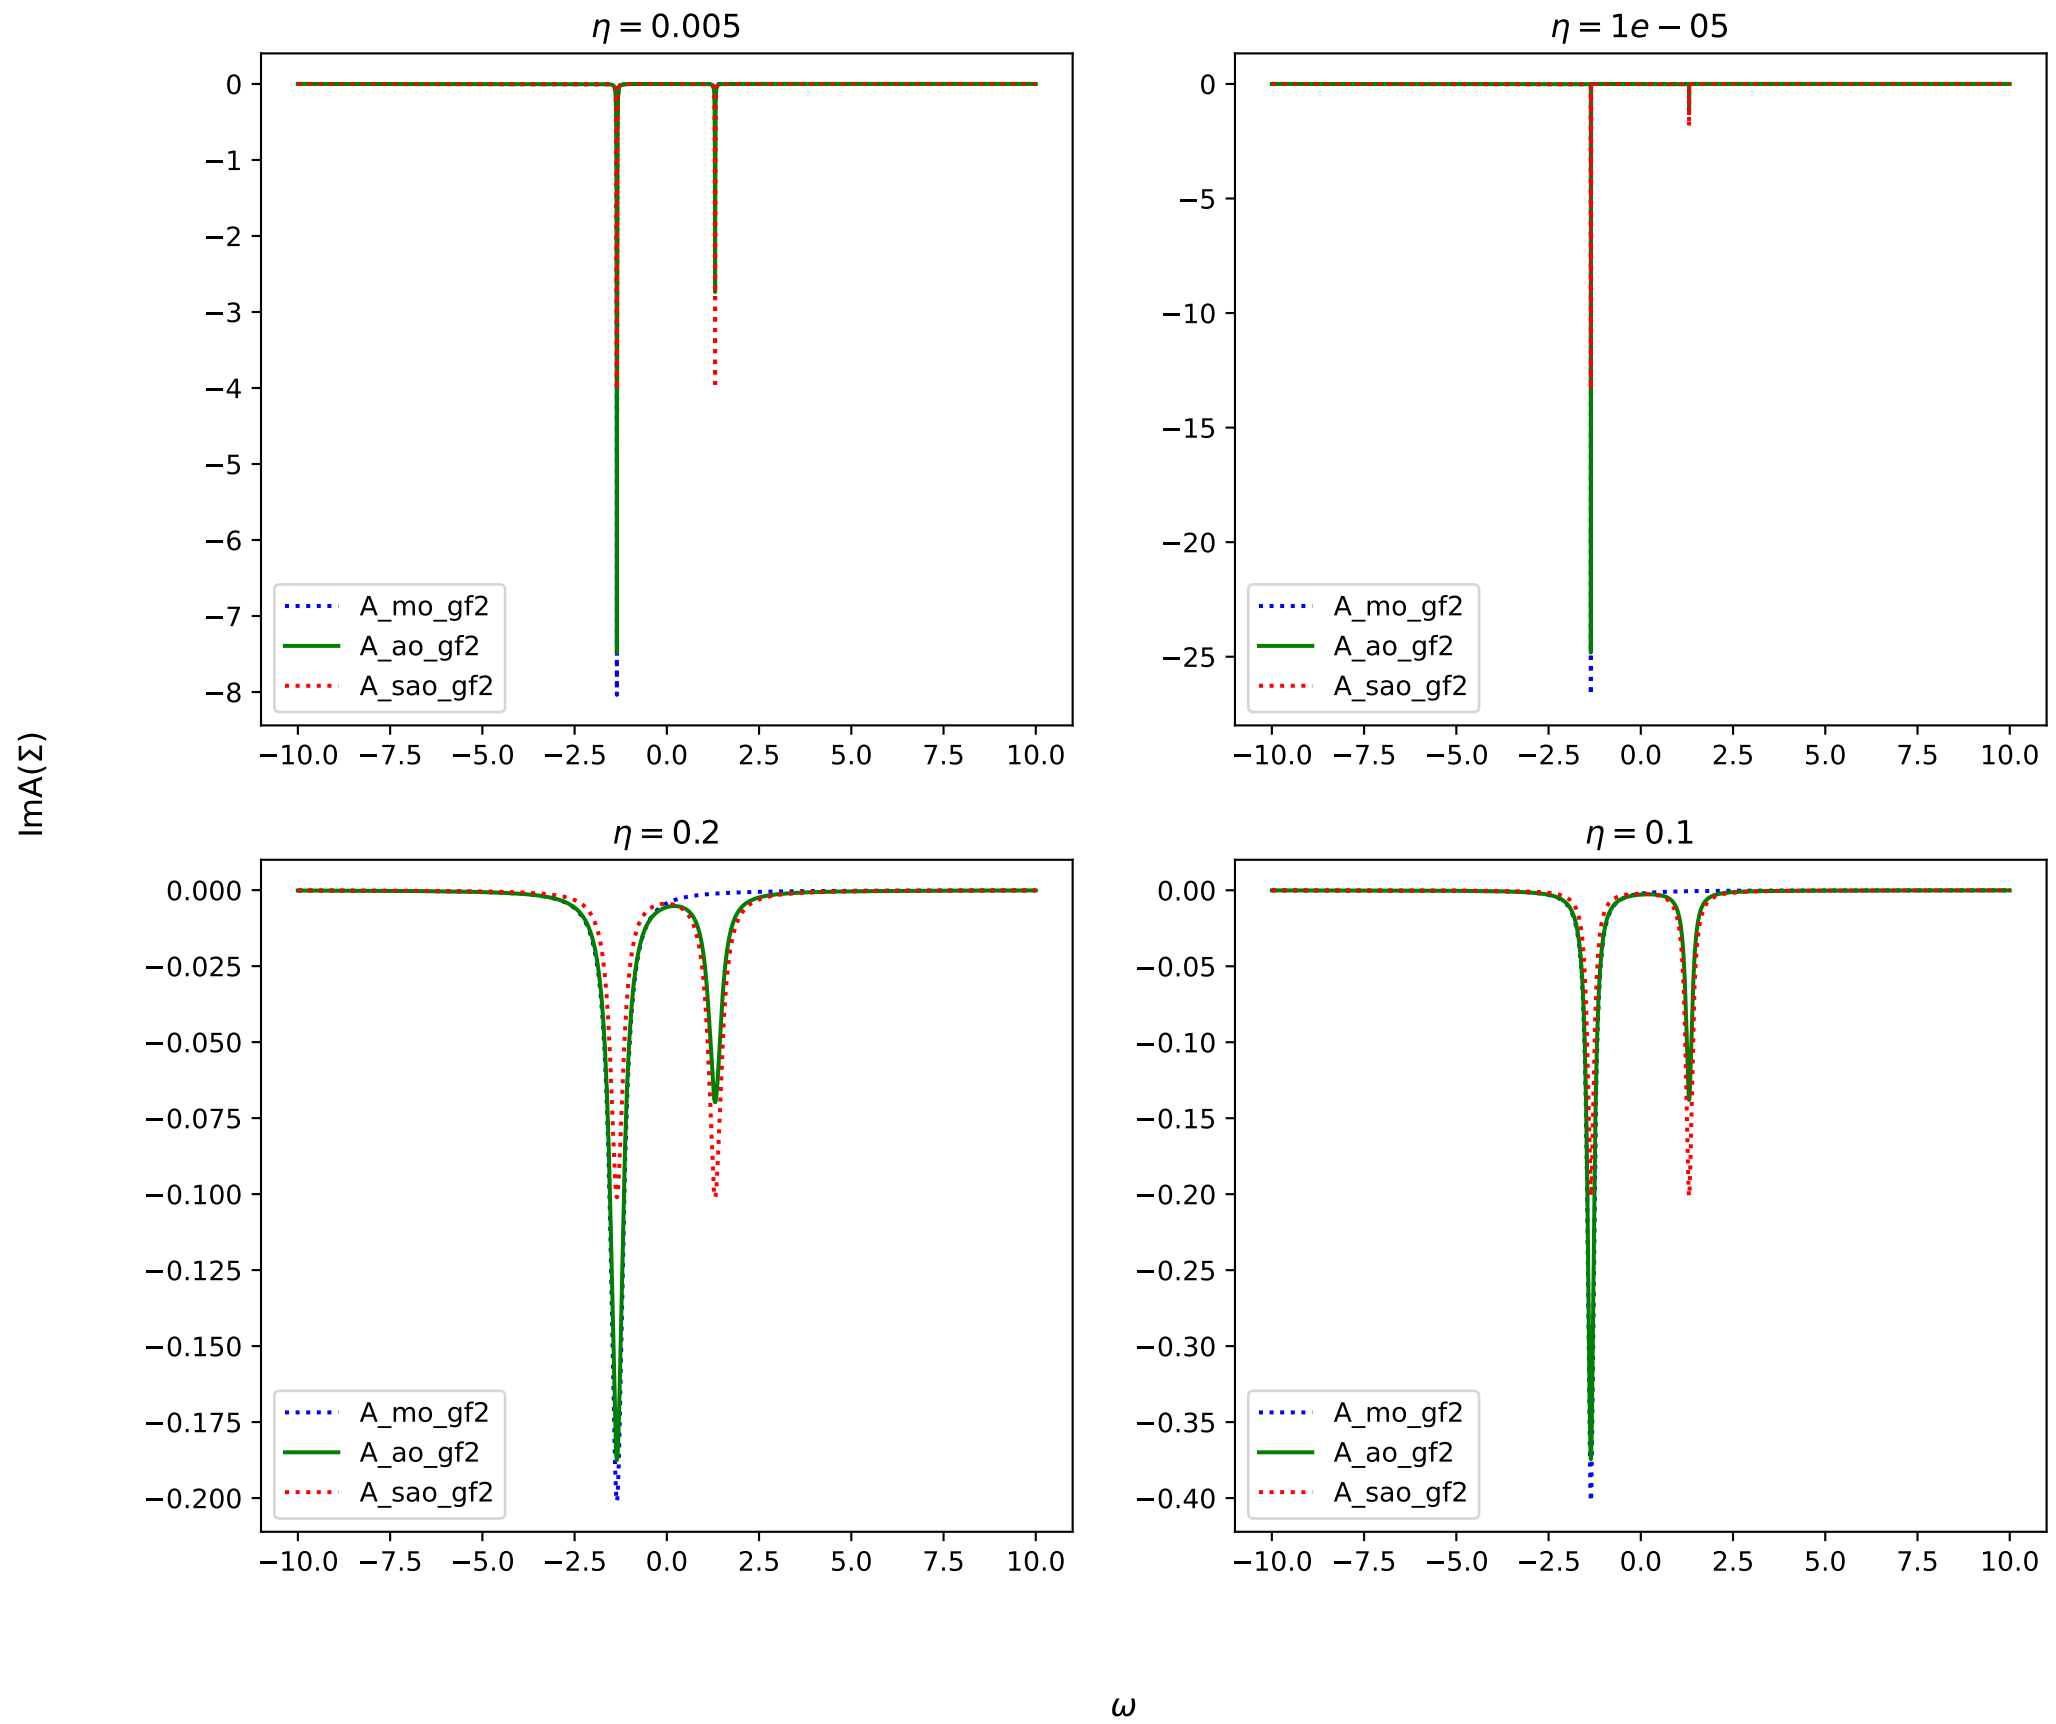 η = 0.005
0
−1
−2
−3
−4
−5
−6
−7
−8
A_mo_gf2
A_ao_gf2
A_sao_gf2
−10.0 −7.5 −5.0 −2.5 0.0 2.5 5.0 7.5 10.0
η = 1e − 05
0
−5
−10
−15
−20
−25
A_mo_gf2
A_ao_gf2
A_sao_gf2
−10.0 −7.5 −5.0 −2.5 0.0 2.5 5.0 7.5 10.0
ImA(Σ)
η = 0.2
0.000
−0.025
−0.050
−0.075
−0.100
−0.125
−0.150
−0.175
−0.200
A_mo_gf2
A_ao_gf2
A_sao_gf2
−10.0 −7.5 −5.0 −2.5 0.0 2.5 5.0 7.5 10.0
η = 0.1
0.00
−0.05
−0.10
−0.15
−0.20
−0.25
−0.30
−0.35
−0.40
A_mo_gf2
A_ao_gf2
A_sao_gf2
−10.0 −7.5 −5.0 −2.5 0.0 2.5 5.0 7.5 10.0
ω